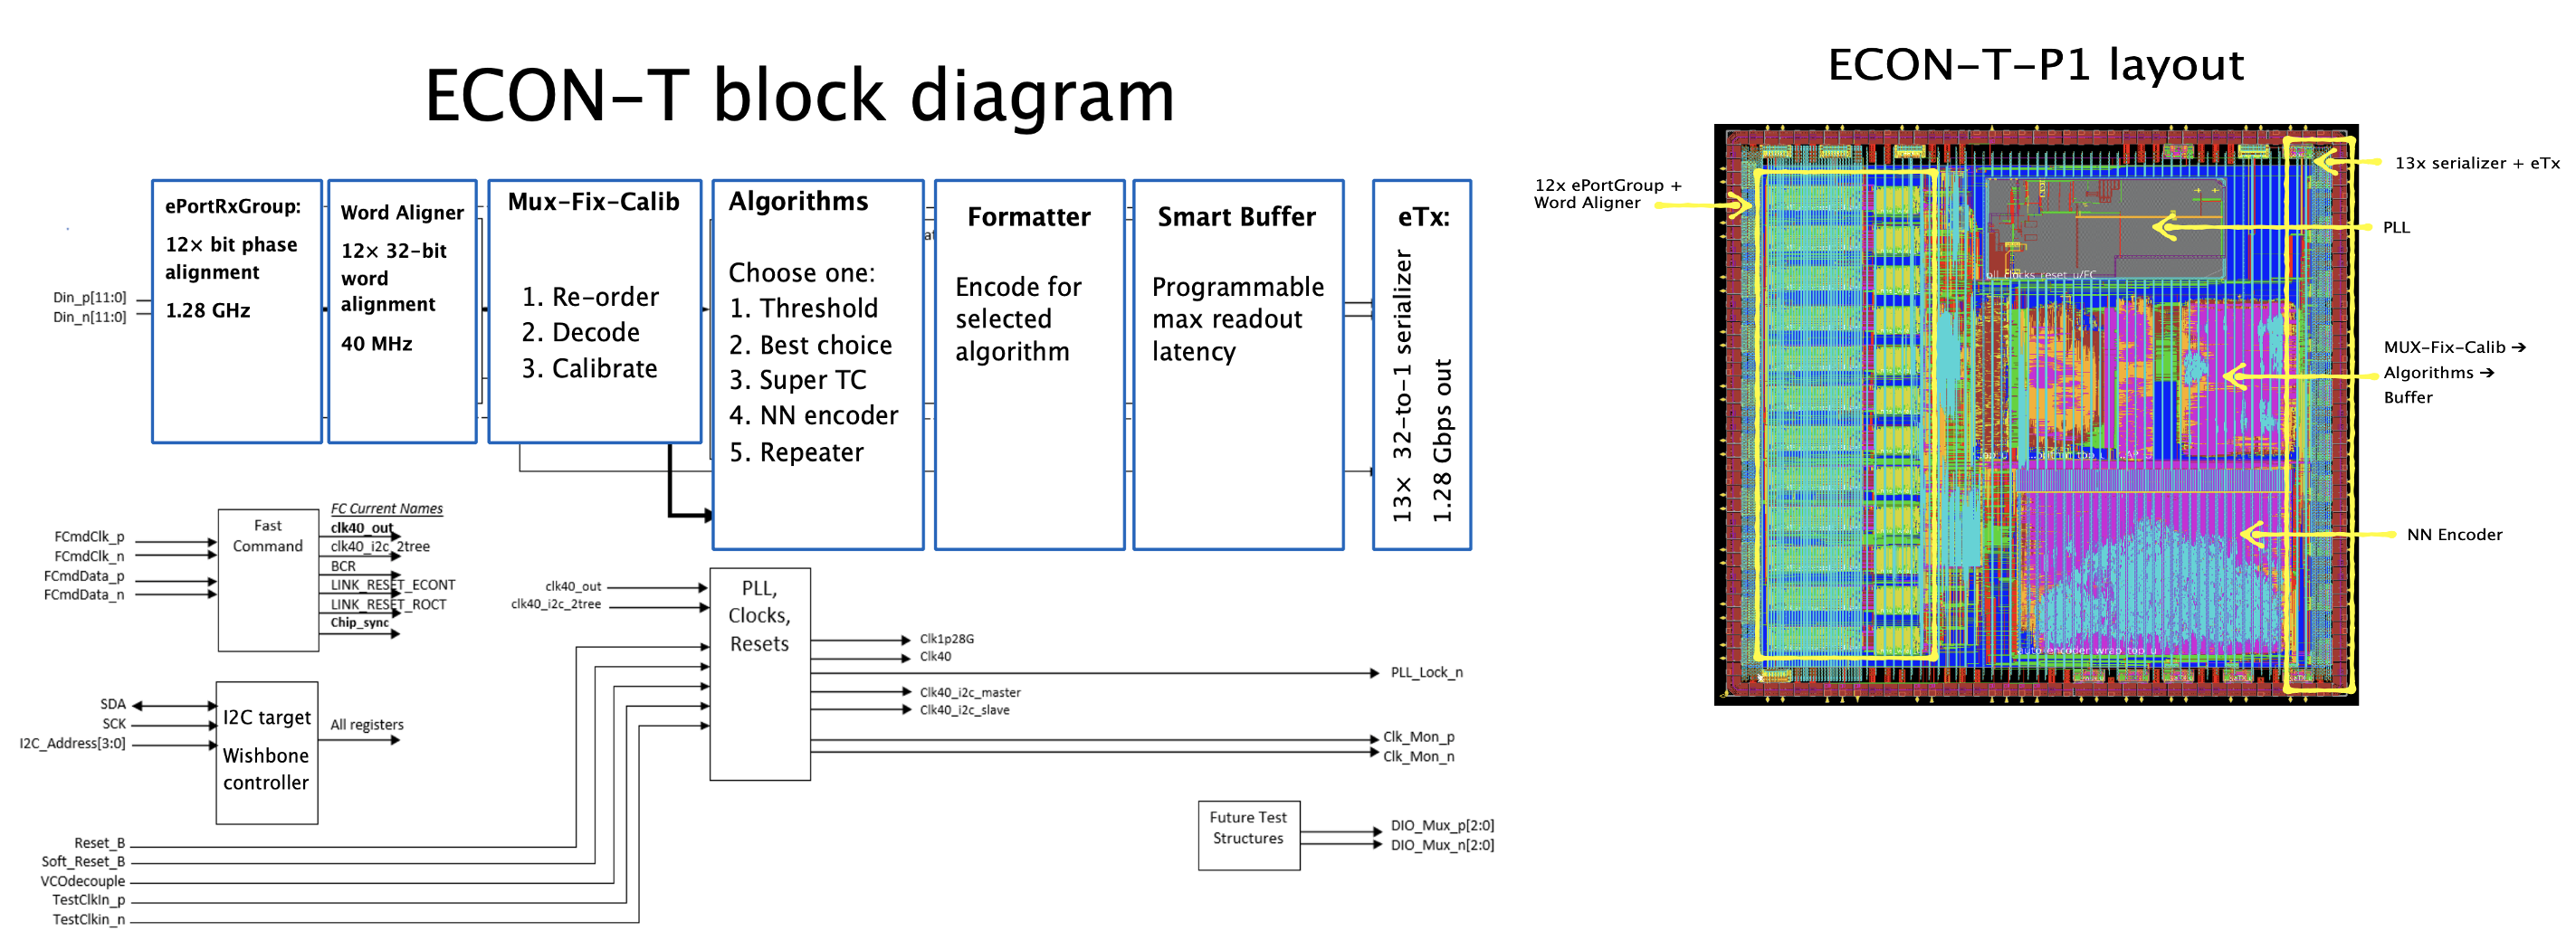 ECON-T block diagram
ePortRxGroup:
12× bit phase
alignment
1.28 GHz
Word Aligner
12× 32-bit
word
alignment
40 MHz
Mux-Fix-Calib
1. Re-order
2. Decode
3. Calibrate
Algorithms
Choose one:
1. Threshold
2. Best choice
3. Super TC
4. NN encoder
5. Repeater
at
Formatter
Encode for
selected
algorithm
Smart Buffer
Programmable
max readout
latency
eTx:
13× 32-to-1 serializer
1.28 Gbps out
Din_p[11:0]
Din_n[11:0]
FCmdClk_p
FCmdClk_n
FCmdData_p
FCmdData_n
Fast
Command
FC Current Names
clk40_out
clk40_i2c_2tree
BCR
LINK_RESET_ECONT
LINK_RESET_ROCT
Chip_sync
SDA
SCK
I2C_Address[3:0]
I2C target
Wishbone
controller
All registers
clk40_out
clk40_i2c_2tree
PLL,
Clocks,
Resets
Clk1p28G
Clk40
PLL_Lock_n
Clk40_i2c_master
Clk40_i2c_slave
Clk_Mon_p
Clk_Mon_n
Reset_B
Soft_Reset_B
VCOdecouple
TestClkIn_p
TestClkin_n
Future Test
Structures
DIO_Mux_p[2:0]
DIO_Mux_n[2:0]
ECON-T-P1 layout
12x ePortGroup +
Word Aligner
13x serializer + eTx
PLL
MUX-Fix-Calib ➔
Algorithms ➔
Buffer
NN Encoder
pll_clocks_reset_u/FC
auto_encoder_wrap_top_u